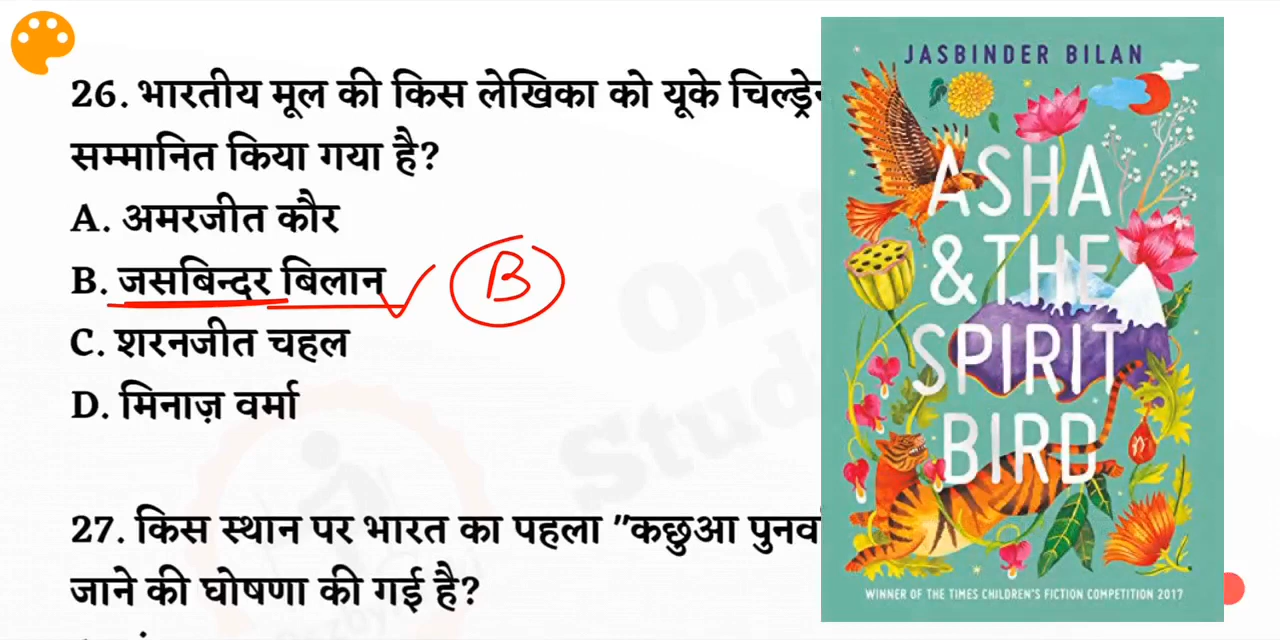 26. भारतीय मूल की किस लेखिका को यूके
सम्मानित किया गया है?
A. अमरजीत कौर
B. जसबिन्दर बिलान
B
C. शरनजीत चहल
D. मिनाज़ वर्मा
27. किस स्थान पर भारत का पहला "कछुआ
जाने की घोषणा की गई है?
JASBINDER BILAN
ASHA
& THE
SPIRIT
BIRD
WINNER OF THE TIMES CHILDREN'S FICTION COMPETITION 2017